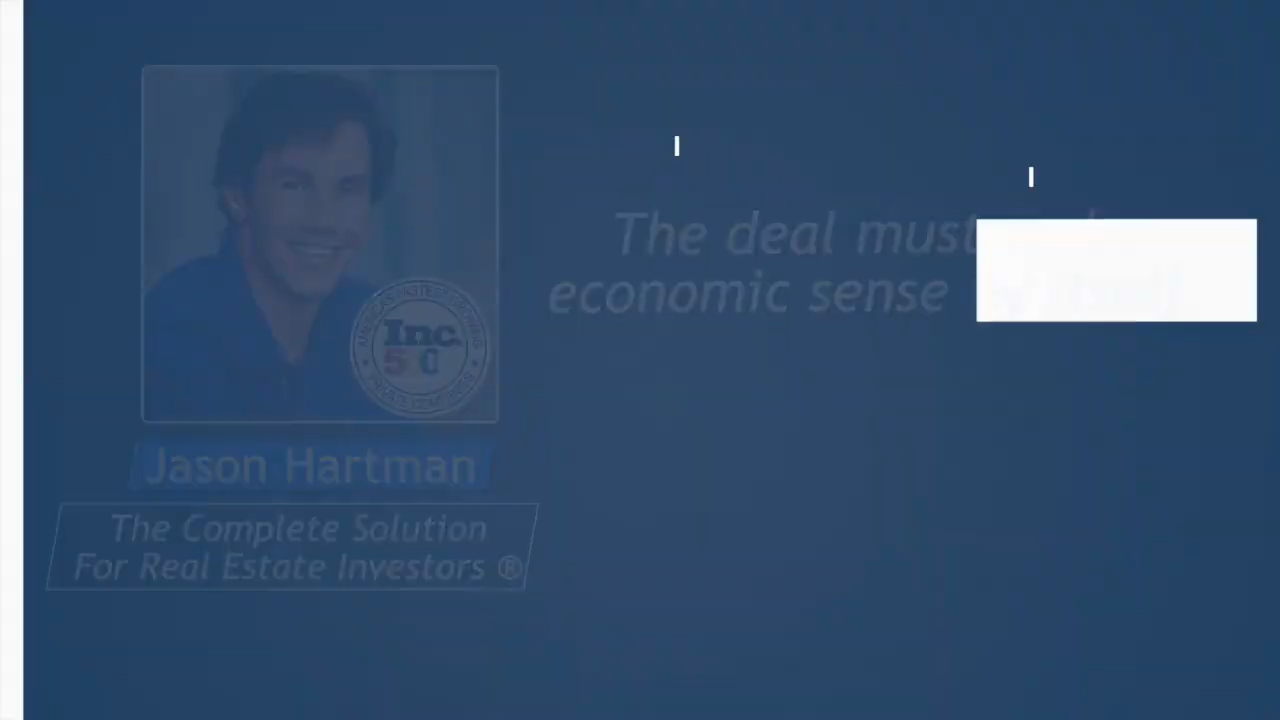 The deal must
economic sense
Inc.
Jason Hartman
The Complete Solution
For Real Estate Investors ®